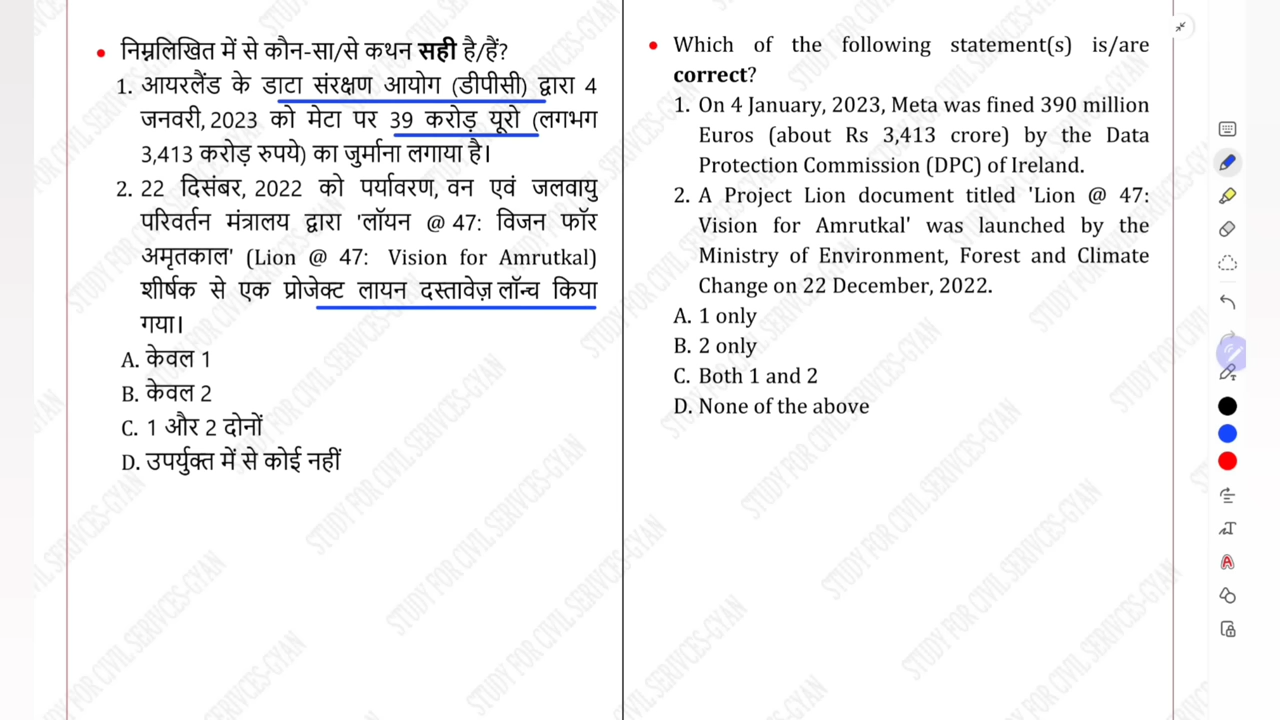 निम्नलिखित में से कौन-सा/से कथन सही है/हैं?
1. आयरलैंड के डाटा संरक्षण आयोग (डीपीसी) द्वारा 4
जनवरी, 2023 को मेटा पर 39 करोड़ यूरो (लगभग
3,413 करोड़ रुपये) का जुर्माना लगाया है।
2. 22 दिसंबर, 2022 को पर्यावरण, वन एवं जलवायु
परिवर्तन मंत्रालय द्वारा 'लॉयन @ 47: विजन फॉर
अमृतकाल' (Lion @ 47: Vision for Amrutkal)
शीर्षक से एक प्रोजेक्ट लायन दस्तावेज़ लॉन्च किया
गया।
A. केवल 1
B. केवल 2
C. 1 और 2 दोनों
D. उपर्युक्त में से कोई नहीं
Which of the following statement(s) is/are
correct?
1. On 4 January, 2023, Meta was fined 390 million
Euros (about Rs 3,413 crore) by the Data
Protection Commission (DPC) of Ireland.
2. A Project Lion document titled 'Lion @ 47:
Vision for Amrutkal' was launched by the
Ministry of Environment, Forest and Climate
Change on 22 December, 2022.
A. 1 only
B. 2 only
C. Both 1 and 2
D. None of the above
STUDY FOR CIVIL SERIVCES-GYAN